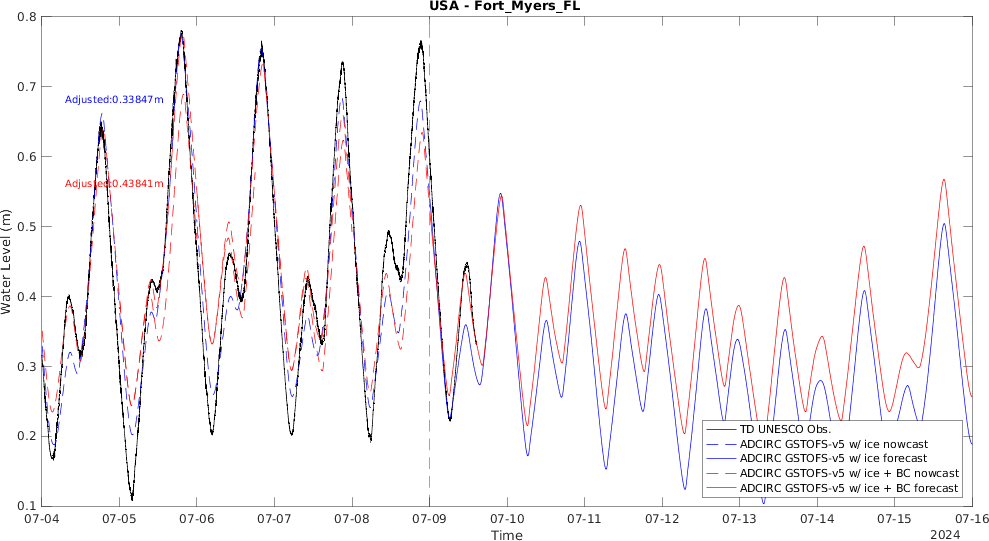 USA - Fort_Myers_FL
0.8
0.7
0.6
0.5
0.4
0.3
0.2
0.1
Water Level (m)
Adjusted:0.33847m
Adjusted:0.43841m
TD UNESCO Obs.
ADCIRC GSTOFS-v5 w/ ice nowcast
ADCIRC GSTOFS-v5 w/ ice forecast
ADCIRC GSTOFS-v5 w/ ice + BC nowcast
ADCIRC GSTOFS-v5 w/ ice + BC forecast
07-04 07-05 07-06 07-07 07-08 07-09 07-10 07-11 07-12 07-13 07-14 07-15 07-16
Time
2024